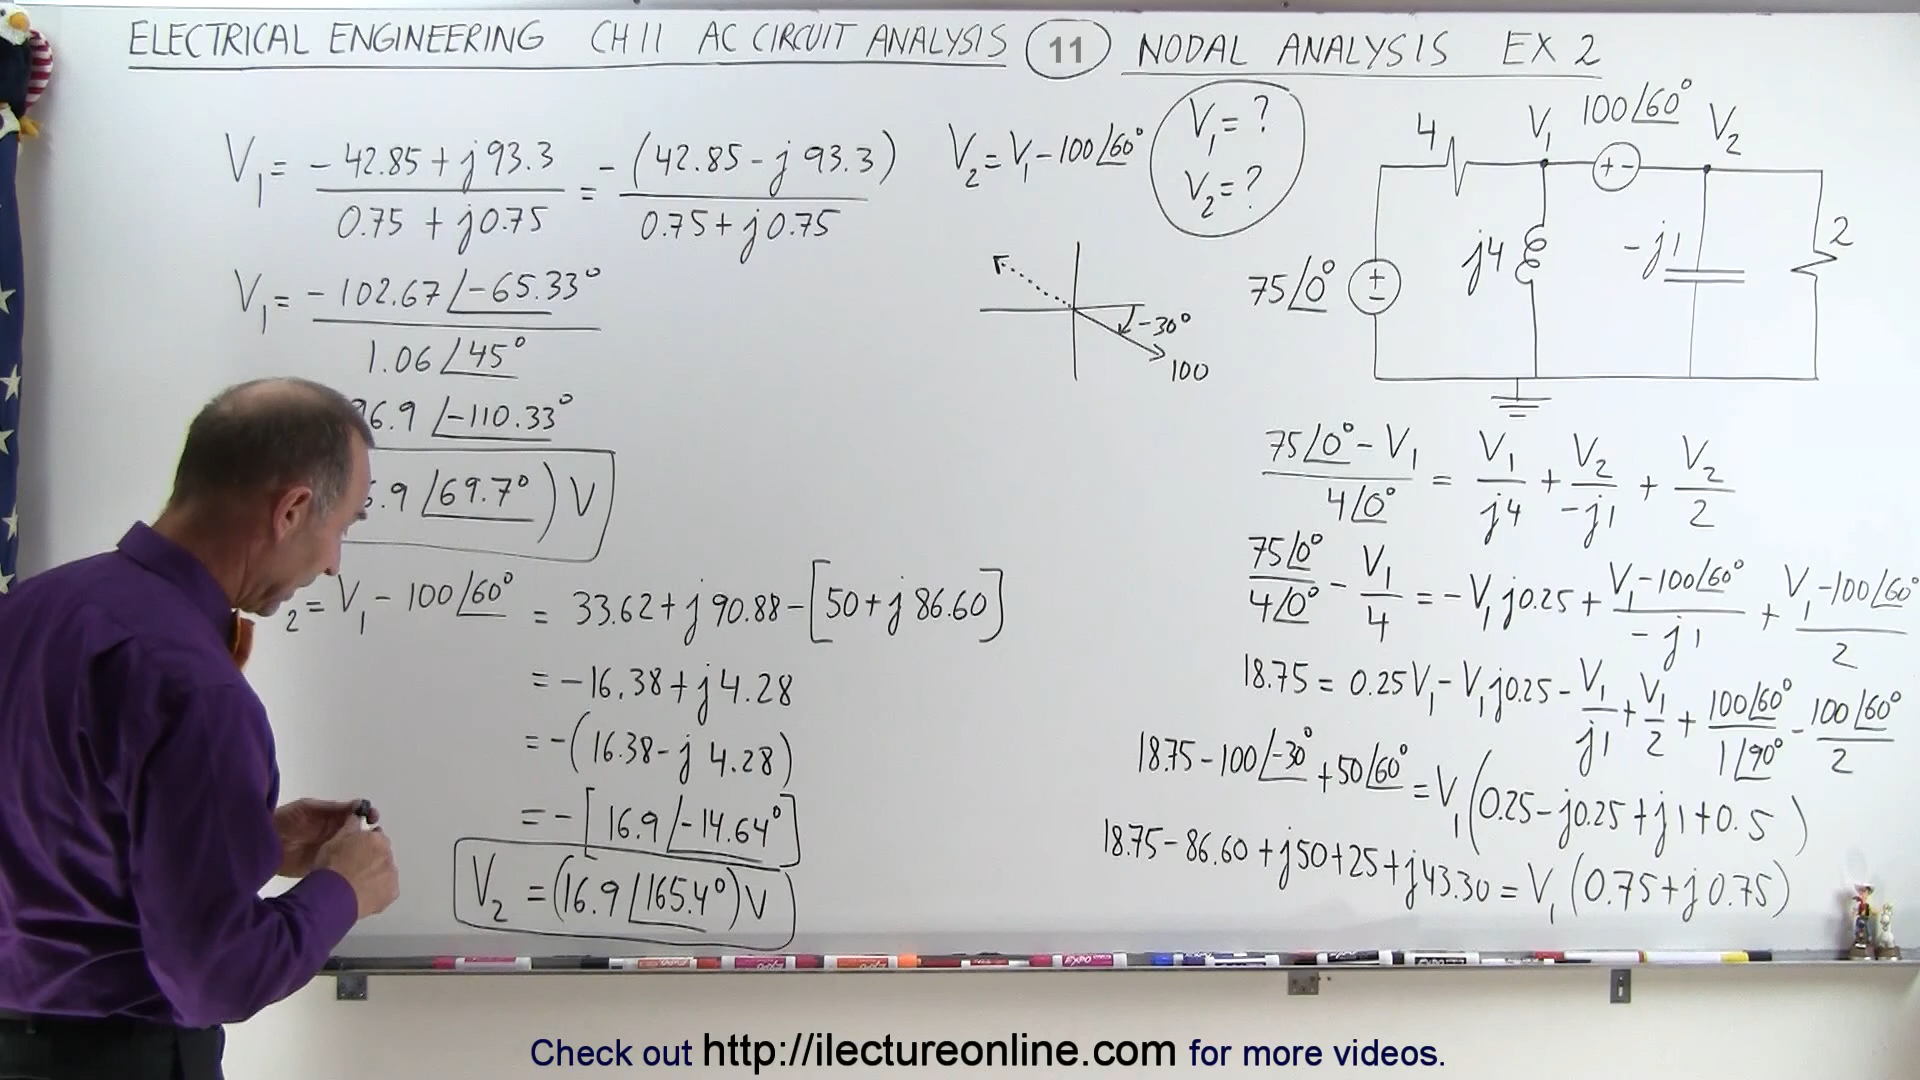 ELECTRICAL ENGINEERING CH 11 AC CIRCUIT ANALYSIS 11 NODAL ANALYSIS EX 2
V₁ = (-42.85 + j93.3)/(0.75 + j0.75) = -(42.85 - j93.3)/(0.75 + j0.75)
V₁ = -102.67∠-65.33°/1.06∠45°
96.9∠-110.33°
6.9∠69.7°) V
₂ = V₁ - 100∠60° = 33.62 + j90.88 - [50 + j86.60]
= -16.38 + j4.28
= -(16.38 - j4.28)
= -[16.9∠-14.64°]
V₂ = (16.9∠165.4°) V
V₂ = V₁ - 100∠60°
V₁ = ?
V₂ = ?
-30°
100
4
V₁
100∠60°
V₂
+ -
75∠0°
+
-
j4
-j1
2
(75∠0° - V₁)/4∠0° = V₁/j4 + V₂/-j1 + V₂/2
75∠0°/4∠0° - V₁/4 = -V₁j0.25 + (V₁ - 100∠60°)/-j1 + (V₁ - 100∠60°)/2
18.75 = 0.25V₁ - V₁j0.25 - V₁/j1 + V₁/2 + 100∠60°/1∠90° - 100∠60°/2
18.75 - 100∠-30° + 50∠60° = V₁(0.25 - j0.25 + j1 + 0.5)
18.75 - 86.60 + j50 + 25 + j43.30 = V₁(0.75 + j0.75)
Check out http://ilectureonline.com for more videos.